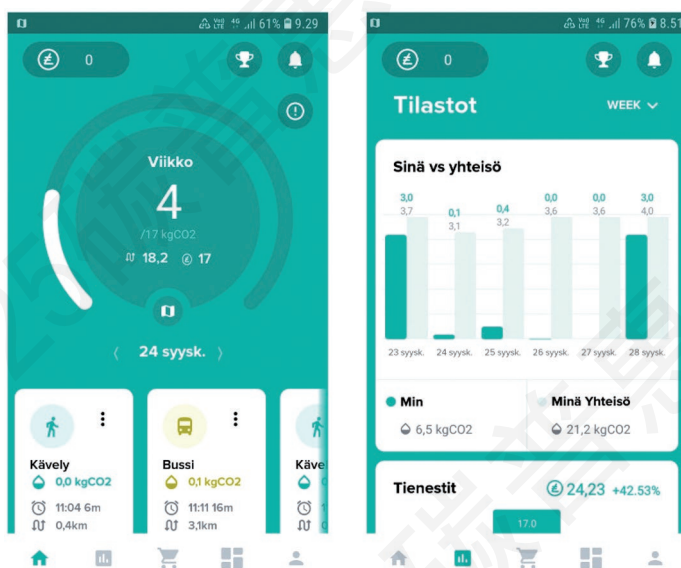 61% 9.29
0
Viikko
4
/17 kgCO2
18,2 17
24 syysk.
Kävely
0,0 kgCO2
11:04 6m
0,4km
Bussi
0,1 kgCO2
11:11 16m
3,1km
Käve
76% 8.51
0
Tilastot
WEEK
Sinä vs yhteisö
3,0 0,1 0,4 0,0 0,0 3,0
3,7 3,1 3,2 3,6 3,6 4,0
23 syysk. 24 syysk. 25 syysk. 26 syysk. 27 syysk. 28 syysk.
Min Minä Yhteisö
6,5 kgCO2 21,2 kgCO2
Tienestit 24,23 +42.53%
17.0